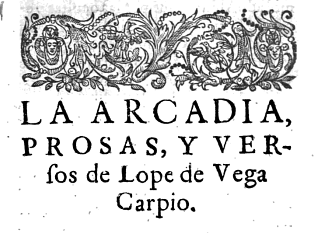 LA ARCADIA,
PROSAS, Y VER-
ſos de Lope de Vega
Carpio.